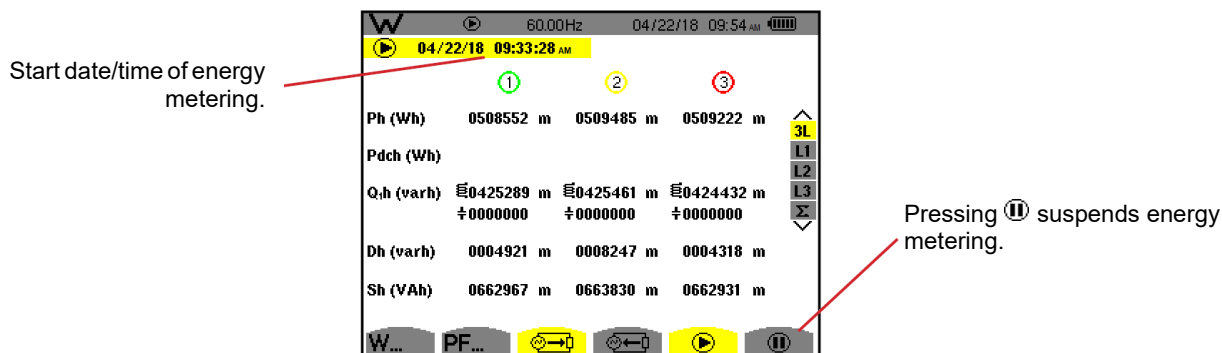 W 60.00Hz 04/22/18 09:54 AM
04/22/18 09:33:28 AM
Start date/time of energy
metering.
1 2 3
Ph (Wh) 0508552 m 0509485 m 0509222 m
3L
Pdch (Wh)
L1
L2
Q₁h (varh) 0425289 m 0425461 m 0424432 m
L3
÷0000000 ÷0000000 ÷0000000
Σ
Pressing suspends energy
metering.
Dh (varh) 0004921 m 0008247 m 0004318 m
Sh (VAh) 0662967 m 0663830 m 0662931 m
W... PF...